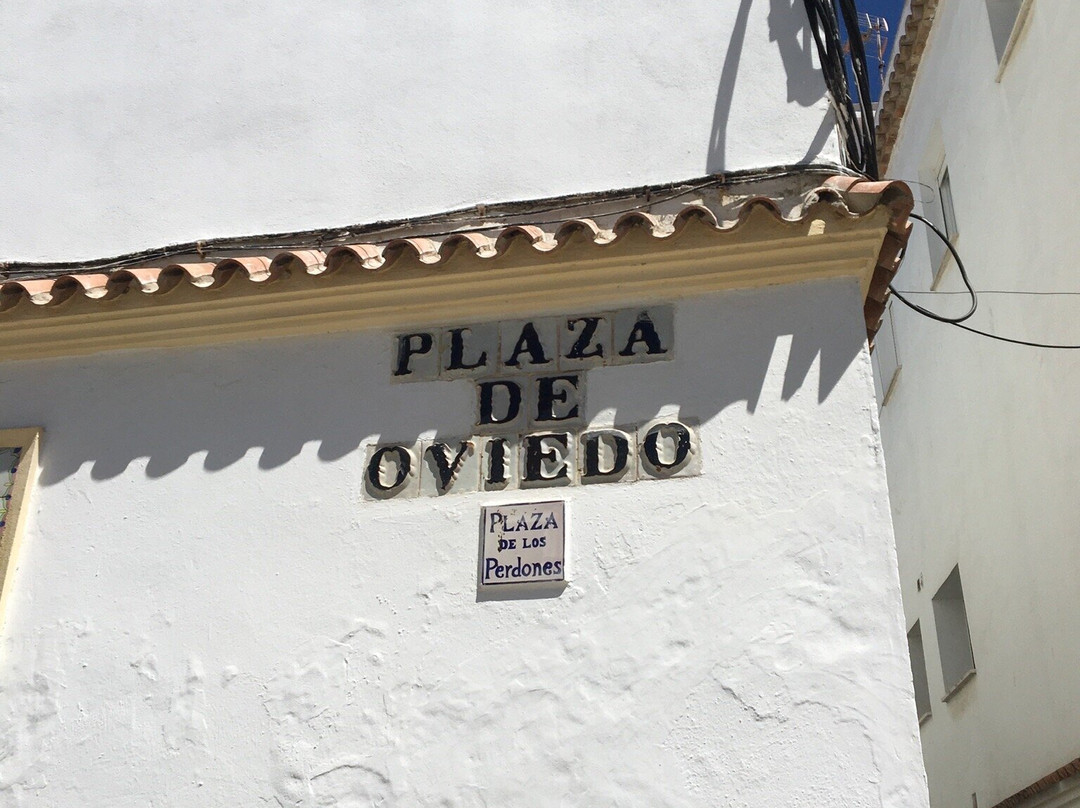 PLAZA
DE
OVIEDO
PLAZA
DE LOS
Perdones